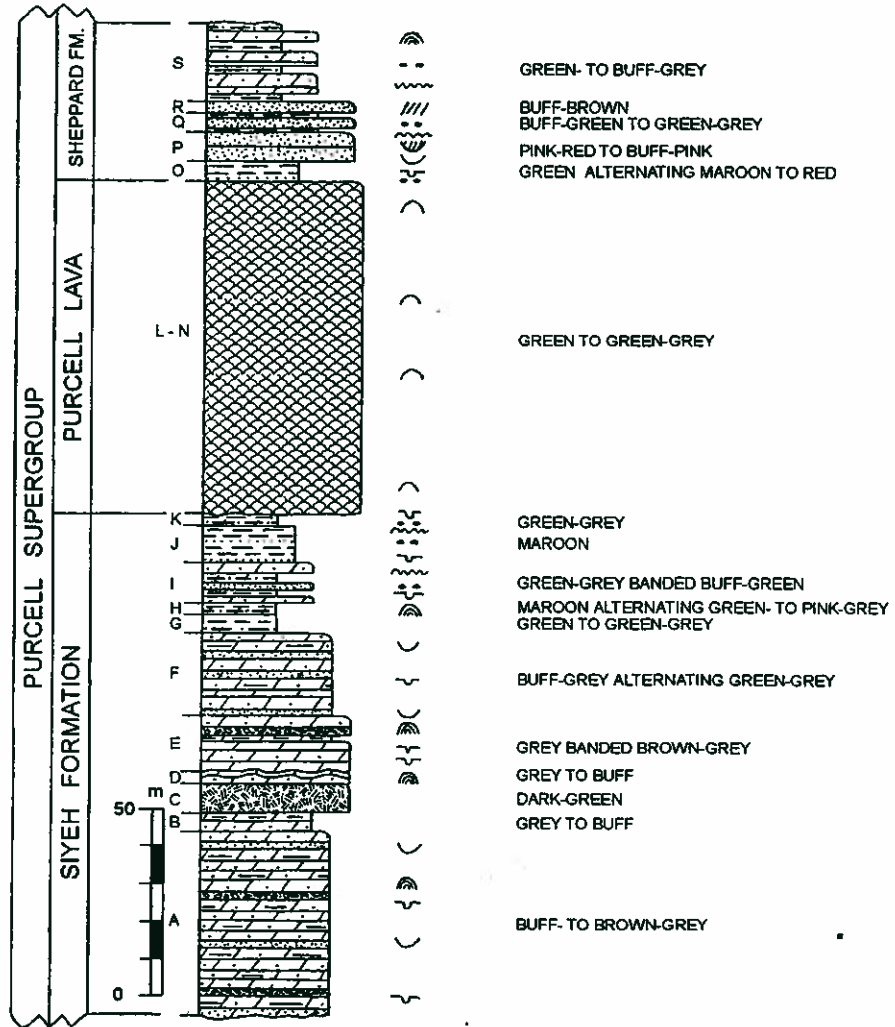 PURCELL SUPERGROUP
SHEPPARD FM.
PURCELL LAVA
SIYEH FORMATION
S GREEN- TO BUFF-GREY
R BUFF-BROWN
Q BUFF-GREEN TO GREEN-GREY
P PINK-RED TO BUFF-PINK
O GREEN ALTERNATING MAROON TO RED
L-N GREEN TO GREEN-GREY
K GREEN-GREY
J MAROON
I GREEN-GREY BANDED BUFF-GREEN
H MAROON ALTERNATING GREEN- TO PINK-GREY
G GREEN TO GREEN-GREY
F BUFF-GREY ALTERNATING GREEN-GREY
E GREY BANDED BROWN-GREY
D GREY TO BUFF
C DARK-GREEN
B GREY TO BUFF
A BUFF- TO BROWN-GREY
m
50
0